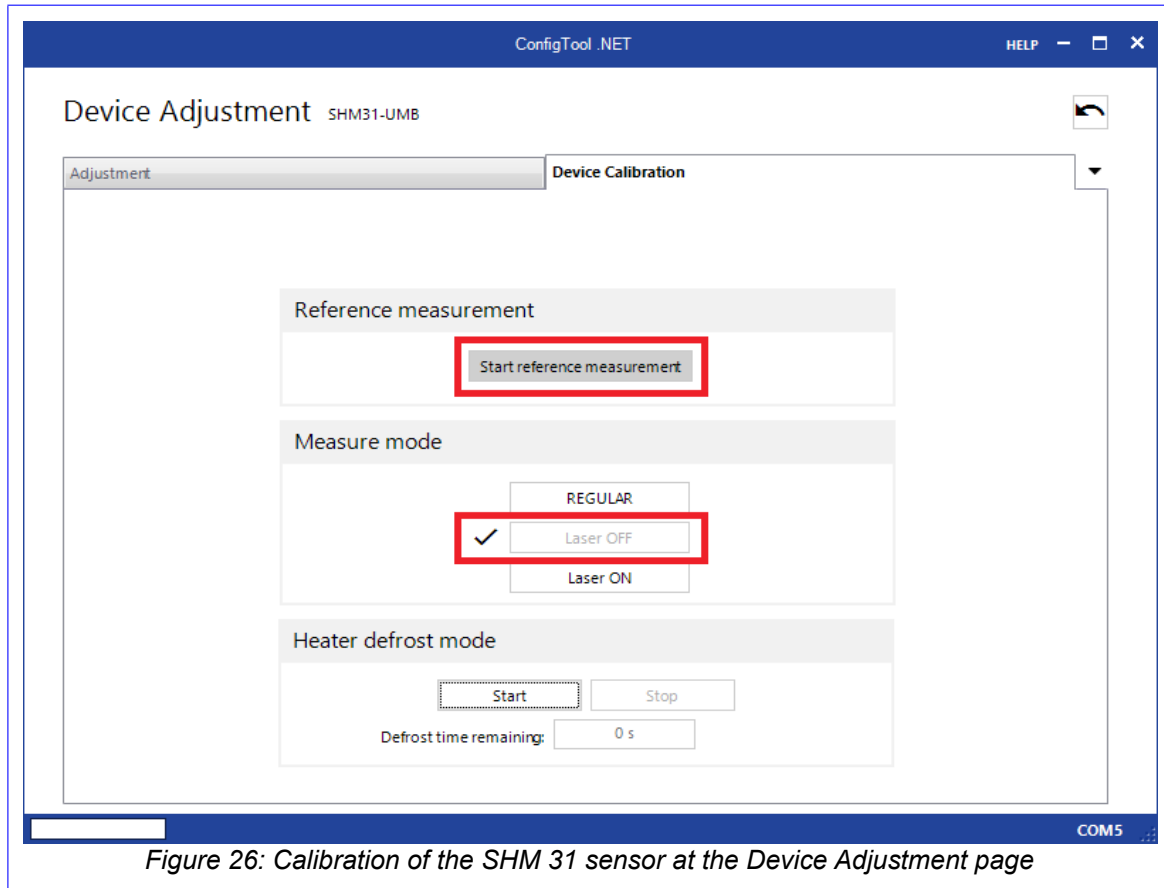 ConfigTool .NET
HELP
Device Adjustment SHM31-UMB
Adjustment
Device Calibration
Reference measurement
Start reference measurement
Measure mode
REGULAR
Laser OFF
Laser ON
Heater defrost mode
Start Stop
Defrost time remaining: 0 s
COM5
Figure 26: Calibration of the SHM 31 sensor at the Device Adjustment page